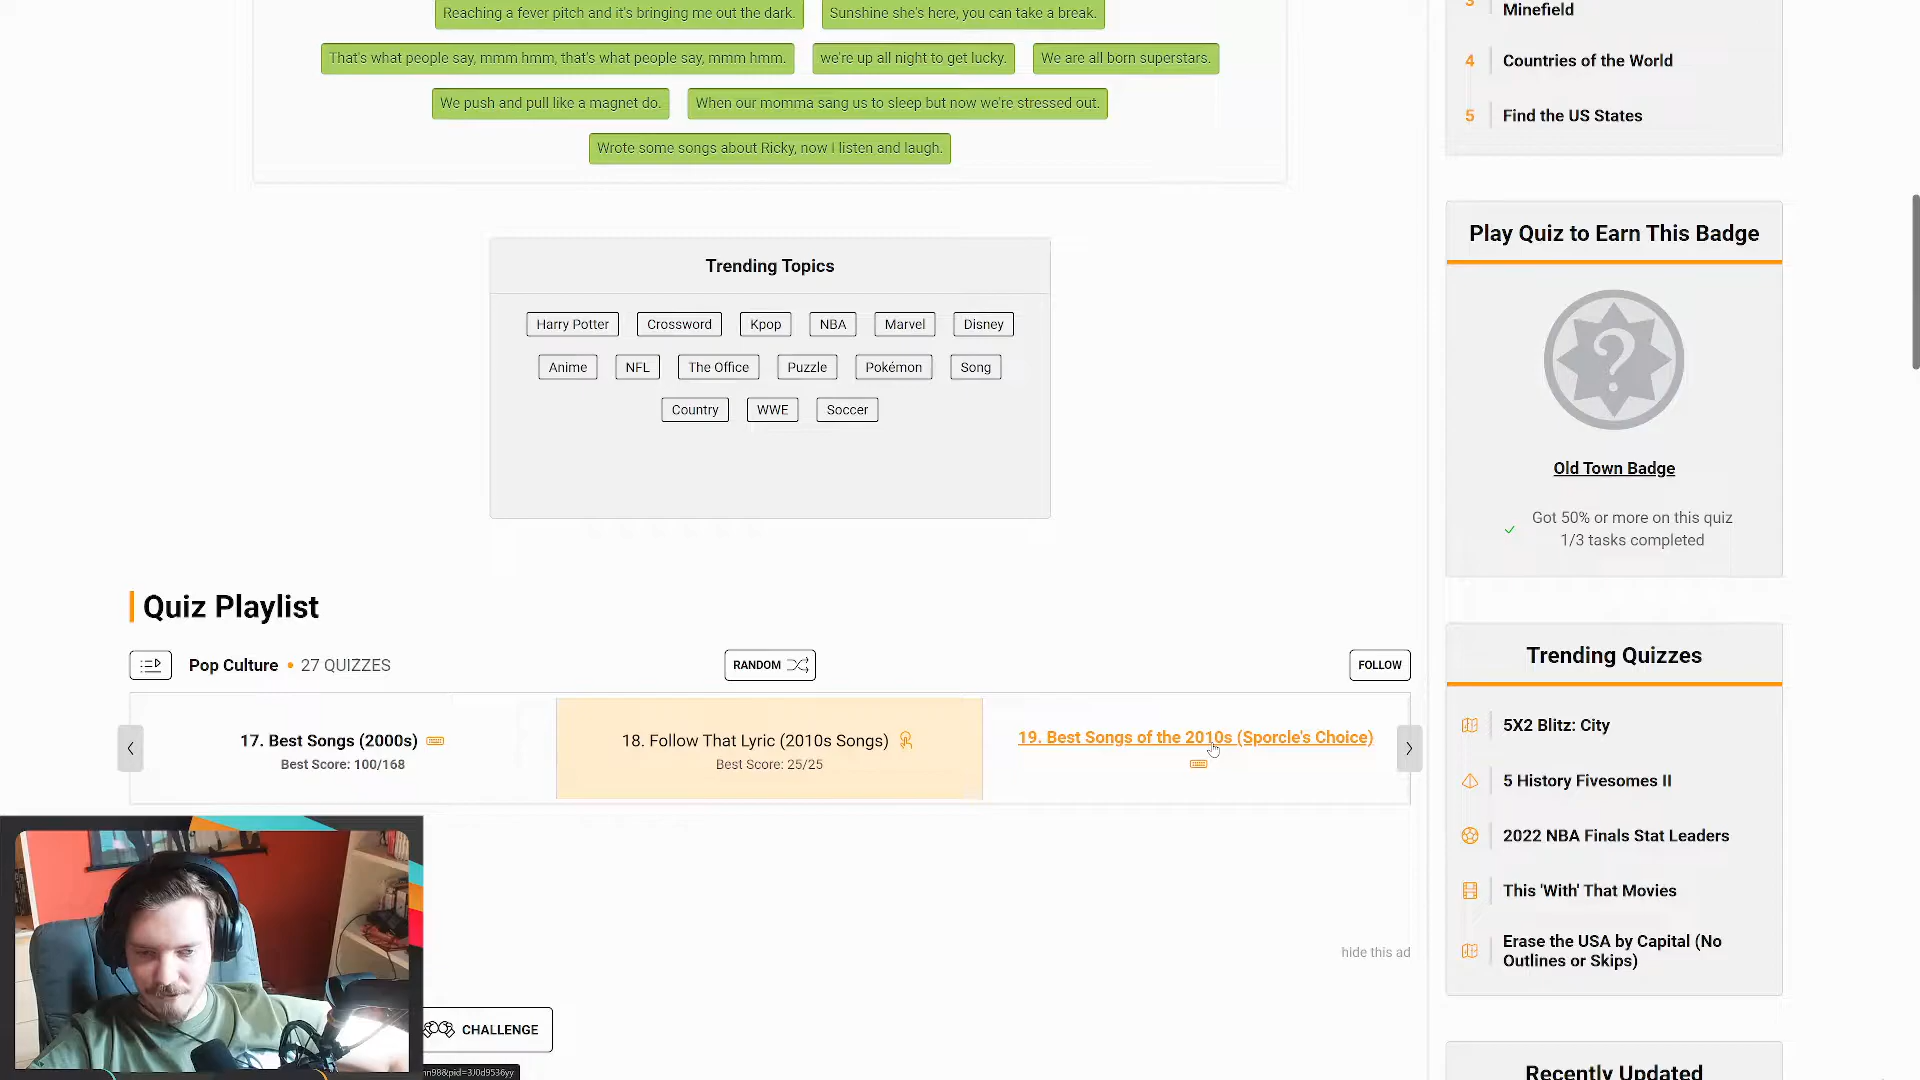 Reaching a fever pitch and it's bringing me out the dark.
Sunshine she's here, you can take a break.
That's what people say, mmm hmm, that's what people say, mmm hmm.
we're up all night to get lucky.
We are all born superstars.
We push and pull like a magnet do.
When our momma sang us to sleep but now we're stressed out.
Wrote some songs about Ricky, now I listen and laugh.
Trending Topics
Harry Potter
Crossword
Kpop
NBA
Marvel
Disney
Anime
NFL
The Office
Puzzle
Pokémon
Song
Country
WWE
Soccer
Quiz Playlist
Pop Culture • 27 QUIZZES
RANDOM
FOLLOW
17. Best Songs (2000s)
Best Score: 100/168
18. Follow That Lyric (2010s Songs)
Best Score: 25/25
19. Best Songs of the 2010s (Sporcle's Choice)
hide this ad
CHALLENGE
Minefield
4 Countries of the World
5 Find the US States
Play Quiz to Earn This Badge
Old Town Badge
Got 50% or more on this quiz
1/3 tasks completed
Trending Quizzes
5X2 Blitz: City
5 History Fivesomes II
2022 NBA Finals Stat Leaders
This 'With' That Movies
Erase the USA by Capital (No
Outlines or Skips)
Recently Updated